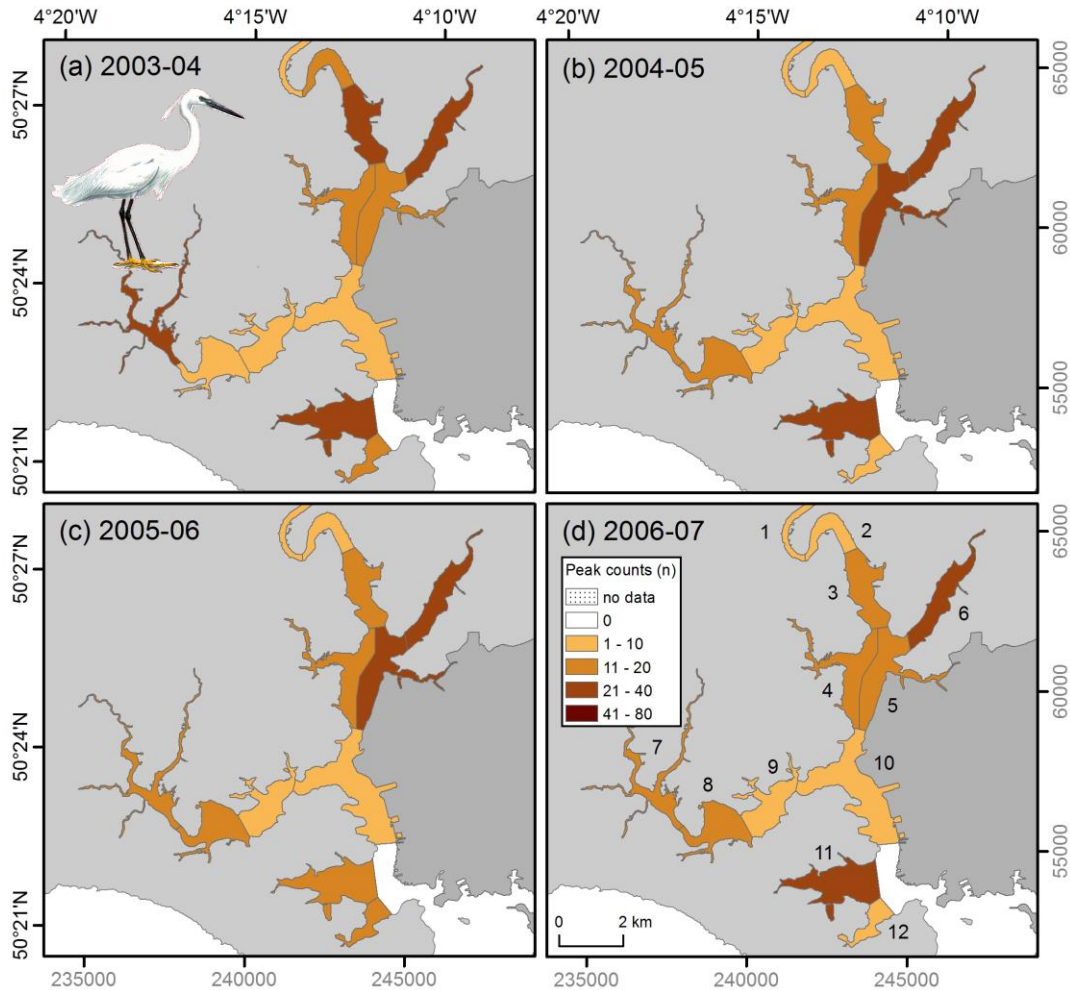 4°20'W 4°15'W 4°10'W 4°20'W 4°15'W 4°10'W
(a) 2003-04
(b) 2004-05
50°27'N
50°24'N
50°21'N
65000
60000
55000
(c) 2005-06
(d) 2006-07
50°27'N
50°24'N
50°21'N
1
2
3
4
5
6
7
8
9
10
11
12
Peak counts (n)
no data
0
1 - 10
11 - 20
21 - 40
41 - 80
0 2 km
65000
60000
55000
235000 240000 245000 235000 240000 245000